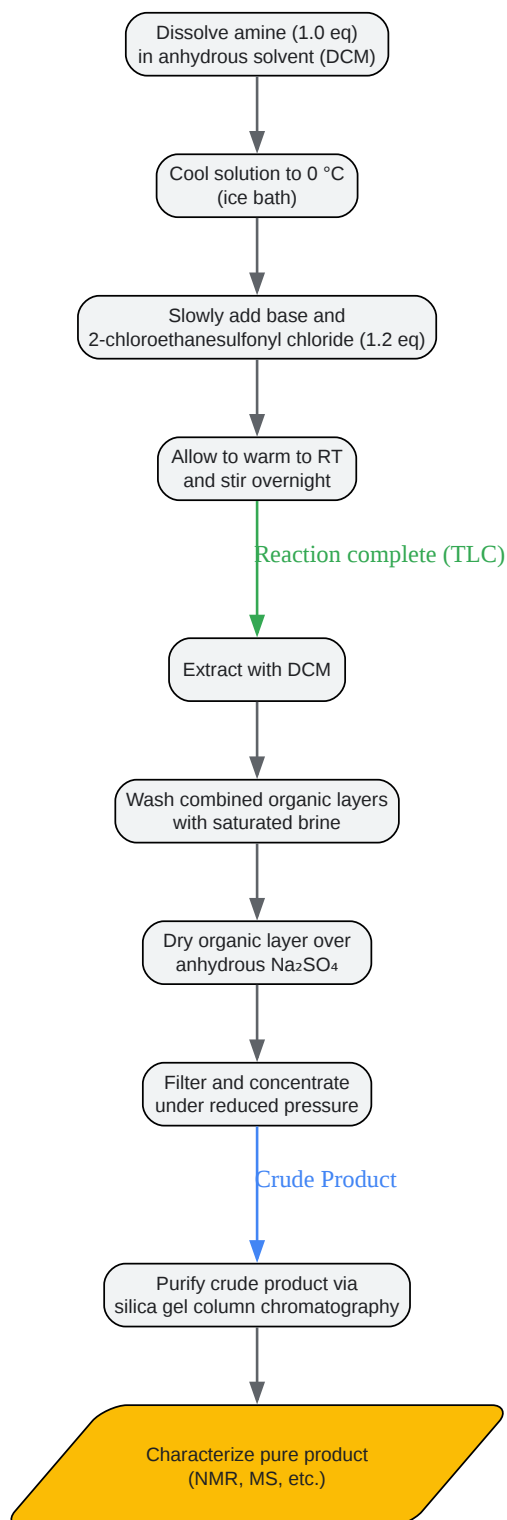 Dissolve amine (1.0 eq)
in anhydrous solvent (DCM)
Cool solution to 0 °C
(ice bath)
Slowly add base and
2-chloroethanesulfonyl chloride (1.2 eq)
Allow to warm to RT
and stir overnight
Reaction complete (TLC)
Extract with DCM
Wash combined organic layers
with saturated brine
Dry organic layer over
anhydrous Na₂SO₄
Filter and concentrate
under reduced pressure
Crude Product
Purify crude product via
silica gel column chromatography
Characterize pure product
(NMR, MS, etc.)